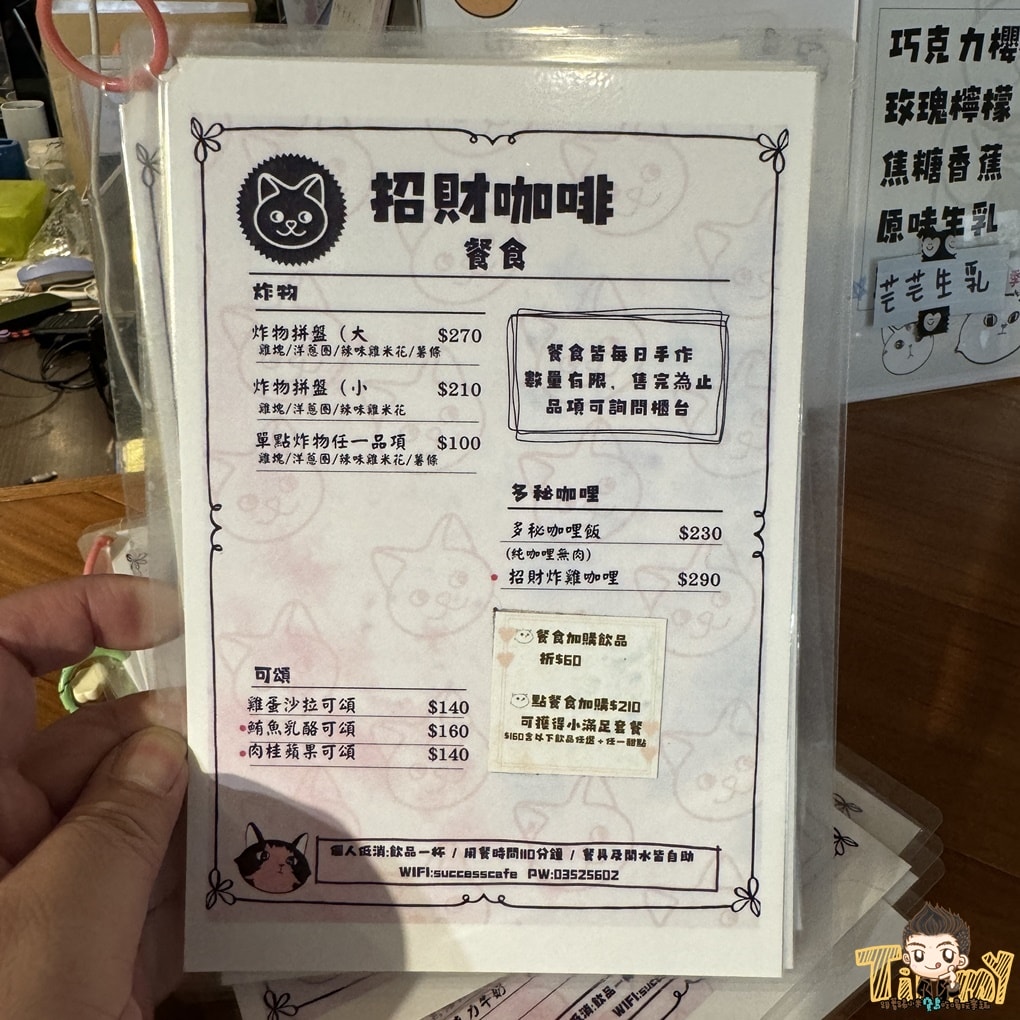 招財咖啡
餐食
炸物
炸物拼盤（大 $270
雞塊/洋蔥圈/辣味雞米花/薯條
炸物拼盤（小 $210
雞塊/洋蔥圈/辣味雞米花
單點炸物任一品項 $100
雞塊/洋蔥圈/辣味雞米花/薯條
餐食皆每日手作
數量有限、售完為止
品項可詢問櫃台
多秘咖哩
多秘咖哩飯 $230
(純咖哩無肉)
招財炸雞咖哩 $290
餐食加購飲品
折$60
點餐食加購$210
可獲得小滿足套餐
$160含以下飲品任選+任一甜點
可頌
雞蛋沙拉可頌 $140
鮪魚乳酪可頌 $160
肉桂蘋果可頌 $140
個人低消:飲品一杯 / 用餐時間110分鐘 / 餐具及開水皆自助
WIFI:successcafe PW:03525602
巧克力櫻
玫瑰檸檬
焦糖香蕉
原味生乳
芒芒生乳
力牛奶
低消:飲品一
WIFI:succ
Timmy